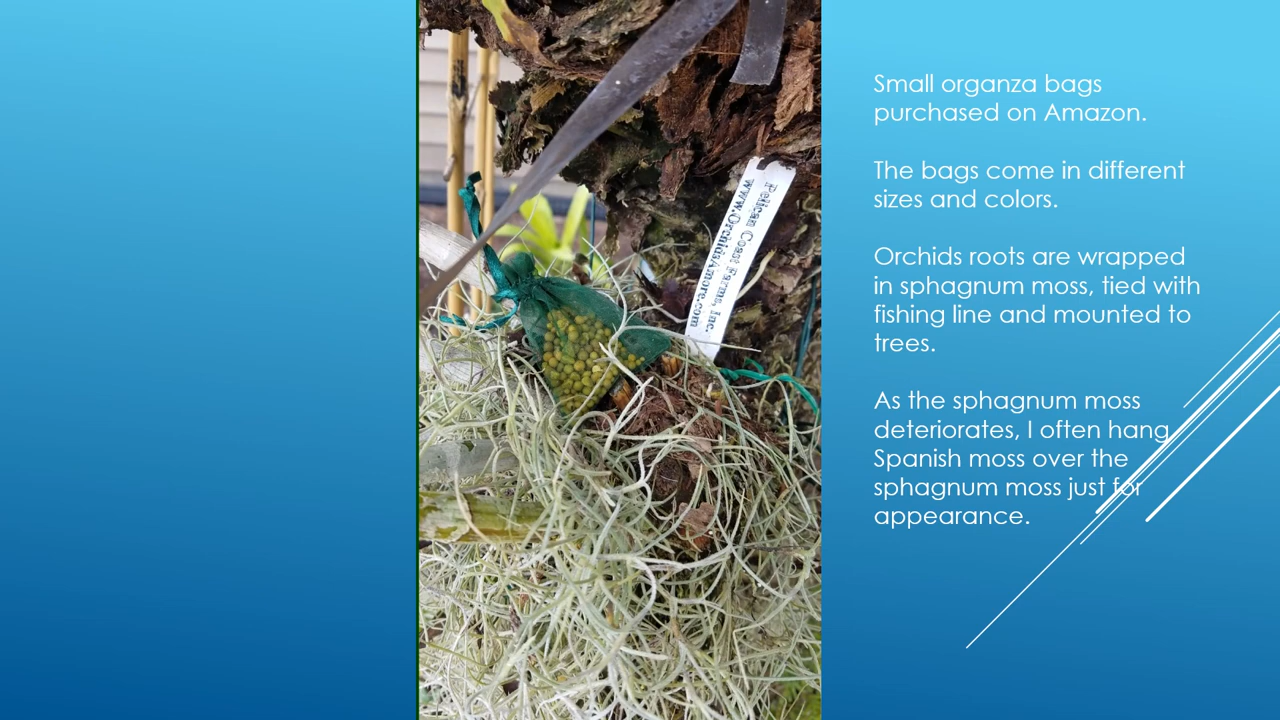 Small organza bags
purchased on Amazon.
The bags come in different
sizes and colors.
Orchids roots are wrapped
in sphagnum moss, tied with
fishing line and mounted to
trees.
As the sphagnum moss
deteriorates, I often hang
Spanish moss over the
sphagnum moss just for
appearance.
Pelican Coast Farms, Inc.
www.OrchidsAmore.com